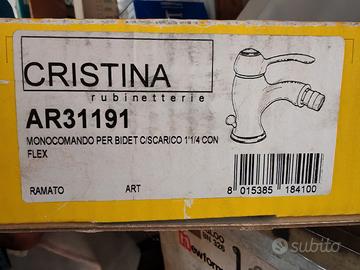 CRISTINA
rubinetterie
AR31191
MONOCOMANDO PER BIDET C/SCARICO 1'1/4 CON
FLEX
RAMATO ART
8 015385 184100
subito